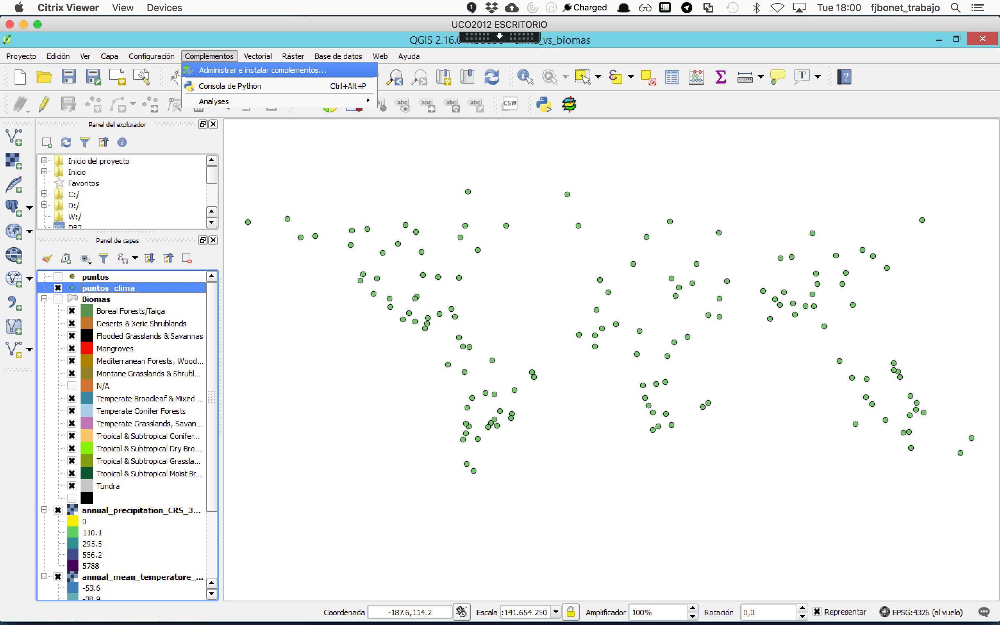 Citrix Viewer View Devices Charged Tue 18:00 fjbonet_trabajo
UCO2012 ESCRITORIO
QGIS 2.16.0 _vs_biomas
Proyecto Edición Ver Capa Configuración Complementos Vectorial Ráster Base de datos Web Ayuda
Administrar e instalar complementos...
Consola de Python Ctrl+Alt+P
Analyses
abc abc abc abc CSW
Panel del explorador
Inicio del proyecto
Inicio
Favoritos
C:/
D:/
W:/
DB2
Panel de capas
puntos
puntos_clima
Biomas
Boreal Forests/Taiga
Deserts & Xeric Shrublands
Flooded Grasslands & Savannas
Mangroves
Mediterranean Forests, Wood...
Montane Grasslands & Shrubl...
N/A
Temperate Broadleaf & Mixed ...
Temperate Conifer Forests
Temperate Grasslands, Savan...
Tropical & Subtropical Conifer...
Tropical & Subtropical Dry Bro...
Tropical & Subtropical Grassla...
Tropical & Subtropical Moist Br...
Tundra
annual_precipitation_CRS_3...
0
110.1
295.5
556.2
5788
annual_mean_temperature_...
-53.6
-38.9
Coordenada -187.6,114.2 Escala :141.654.250 Amplificador 100% Rotación 0,0 Representar EPSG:4326 (al vuelo)